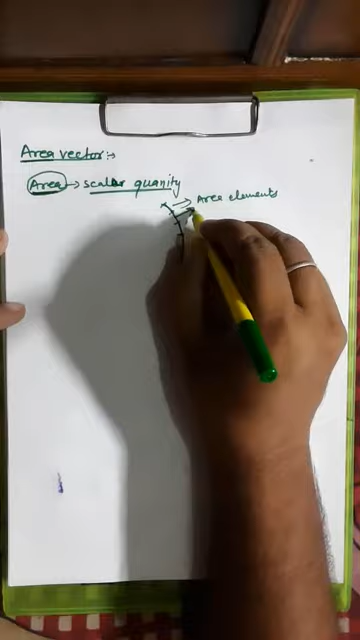 Area vector :→
Area → scalar quanity
→ Area elements